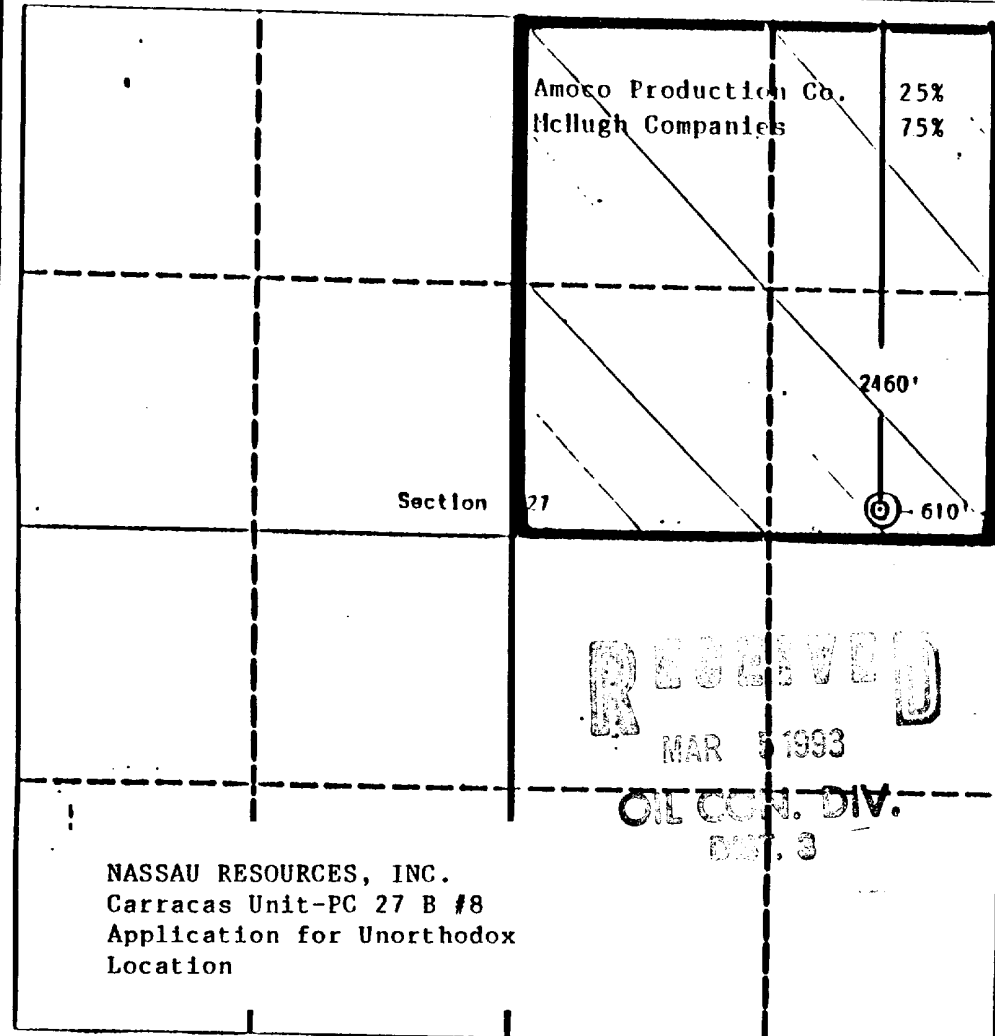 Amoco Production Co. 25%
McHugh Companies 75%
2460'
Section 27
610'
RECEIVED
MAR 5 1993
OIL CON. DIV.
DIST. 3
NASSAU RESOURCES, INC.
Carracas Unit-PC 27 B #8
Application for Unorthodox
Location